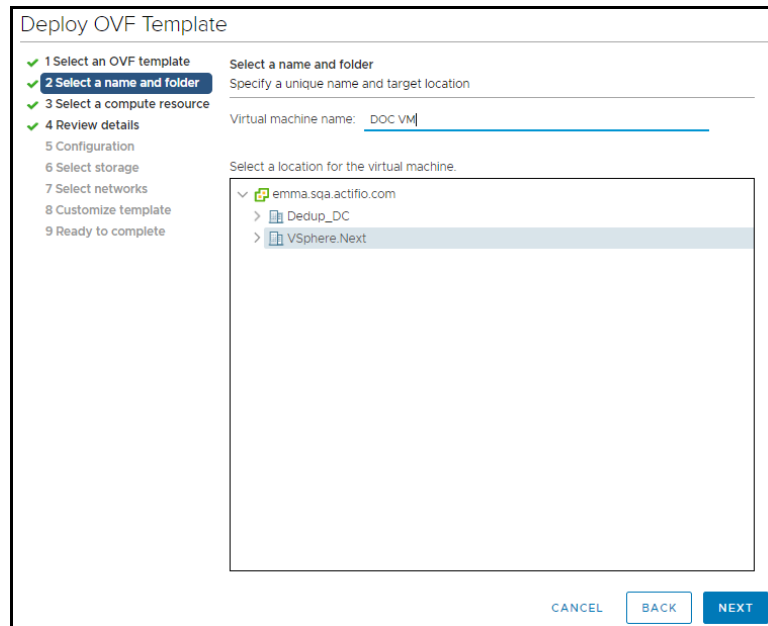 Deploy OVF Template
1 Select an OVF template
2 Select a name and folder
3 Select a compute resource
4 Review details
5 Configuration
6 Select storage
7 Select networks
8 Customize template
9 Ready to complete
Select a name and folder
Specify a unique name and target location
Virtual machine name: DOC VM
Select a location for the virtual machine.
emma.sqa.actifio.com
Dedup_DC
VSphere.Next
CANCEL BACK NEXT